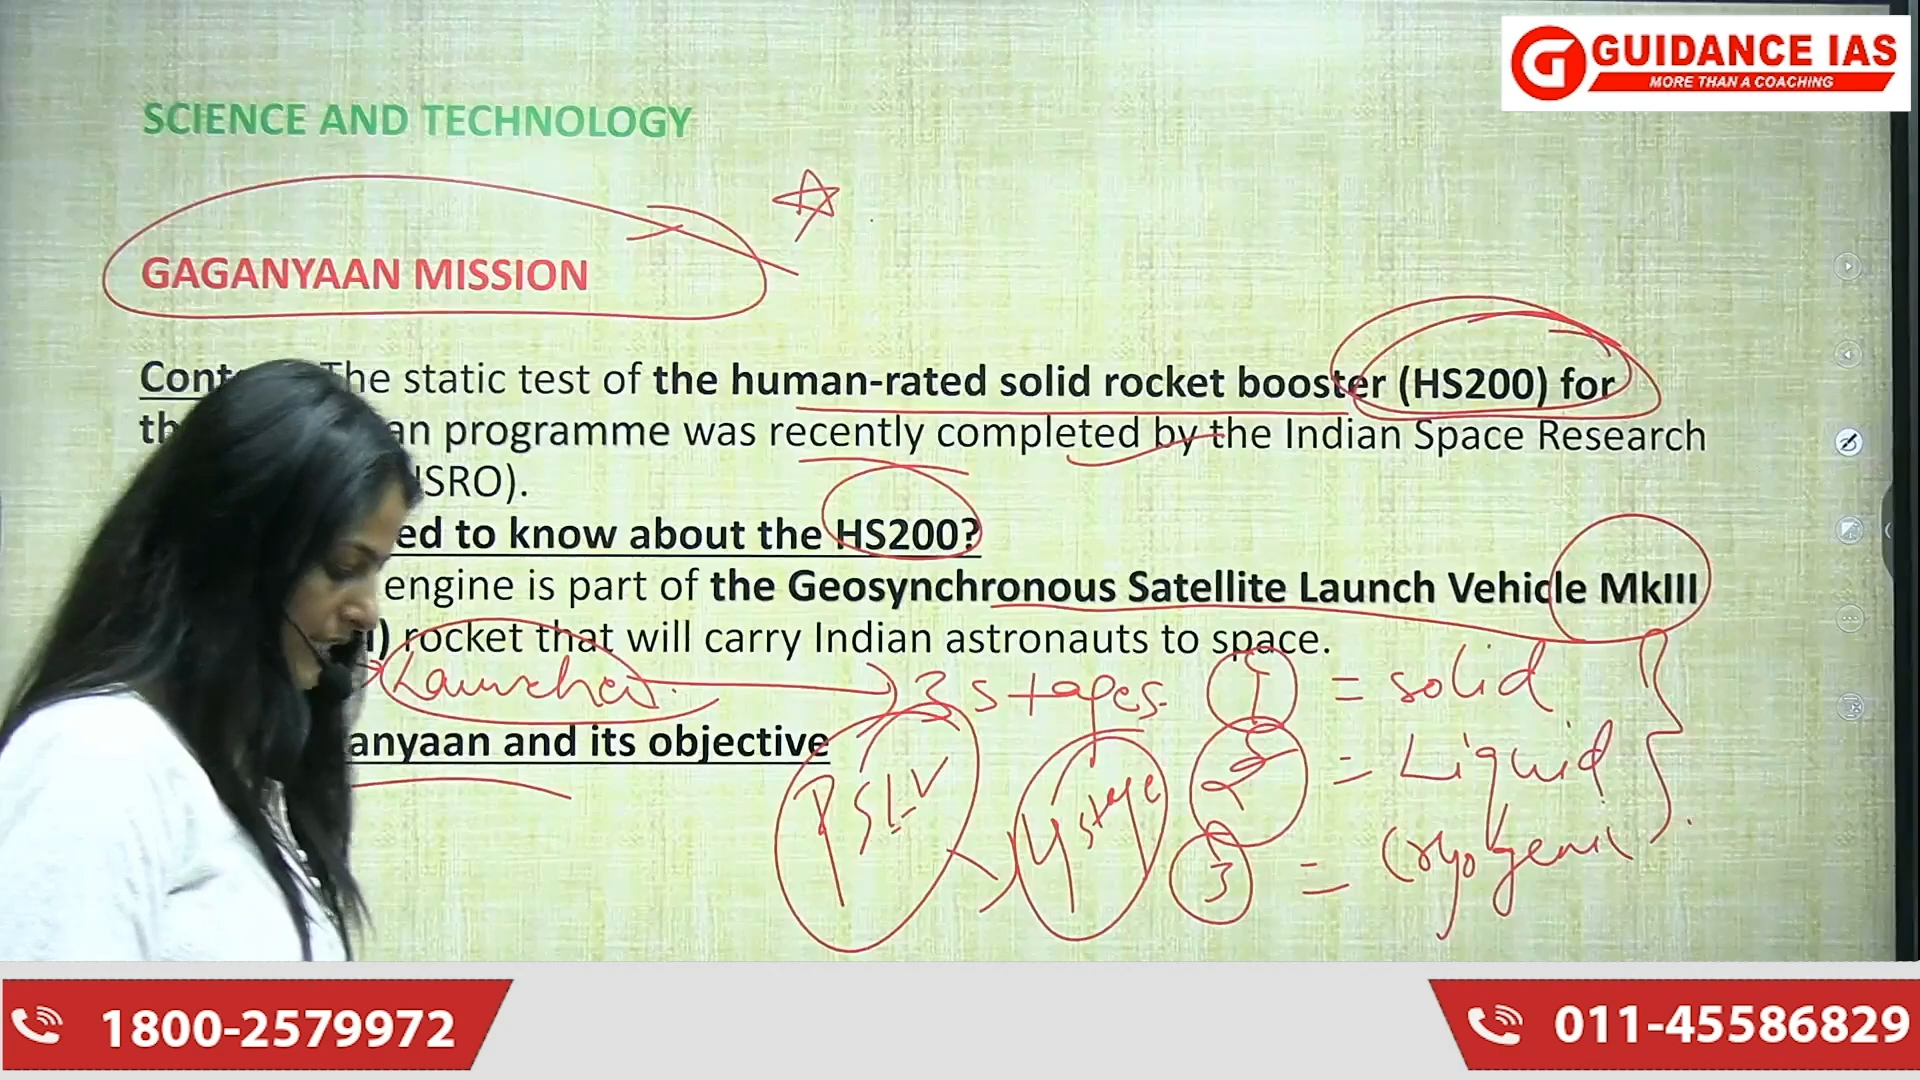 GUIDANCE IAS
MORE THAN A COACHING
SCIENCE AND TECHNOLOGY
GAGANYAAN MISSION
Cont The static test of the human-rated solid rocket booster (HS200) for
th an programme was recently completed by the Indian Space Research
SRO).
ed to know about the HS200?
engine is part of the Geosynchronous Satellite Launch Vehicle MkIII
rocket that will carry Indian astronauts to space.
Launcher 3 stages 1 = solid
anyaan and its objective
PSLV 4 stage 2 = Liquid
3 = Cryogenic
1800-2579972
011-45586829